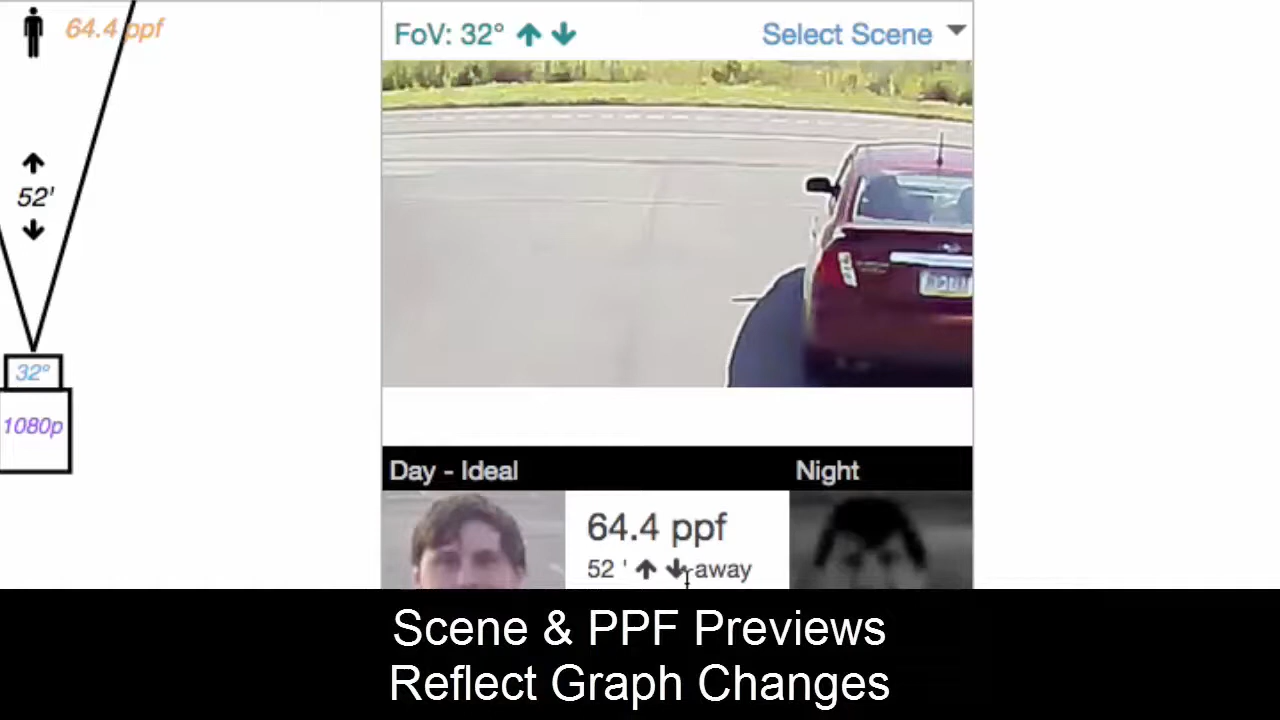 64.4 ppf
FoV: 32°
Select Scene
52'
32°
1080p
Day - Ideal
Night
64.4 ppf
52 ' away
Scene & PPF Previews
Reflect Graph Changes